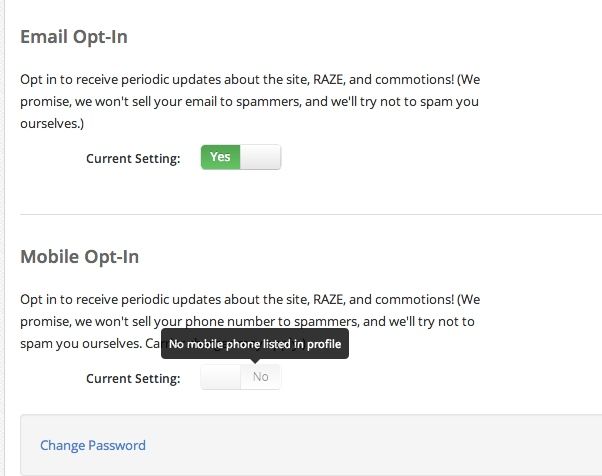 Email Opt-In
Opt in to receive periodic updates about the site, RAZE, and commotions! (We
promise, we won't sell your email to spammers, and we'll try not to spam you
ourselves.)
Current Setting:
Yes
Mobile Opt-In
Opt in to receive periodic updates about the site, RAZE, and commotions! (We
promise, we won't sell your phone number to spammers, and we'll try not to
spam you ourselves.
No mobile phone listed in profile
Current Setting:
No
Change Password